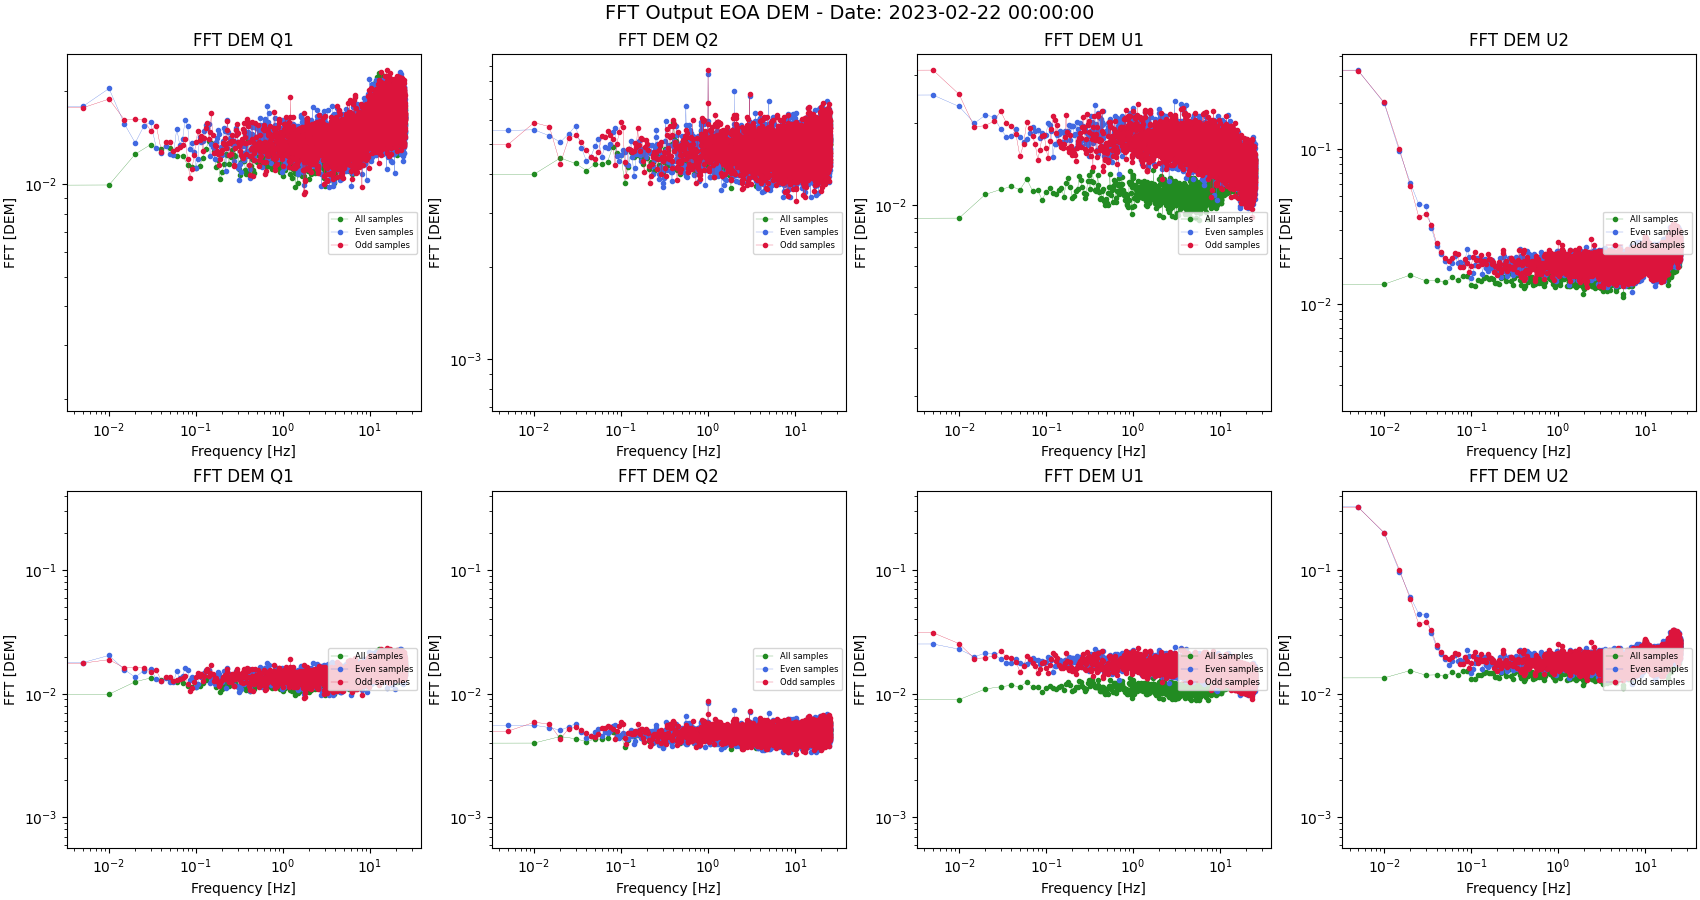 FFT Output EOA DEM - Date: 2023-02-22 00:00:00
FFT DEM Q1
FFT [DEM]
10⁻²
All samples
Even samples
Odd samples
10⁻² 10⁻¹ 10⁰ 10¹
Frequency [Hz]
FFT DEM Q2
FFT [DEM]
10⁻³
All samples
Even samples
Odd samples
10⁻² 10⁻¹ 10⁰ 10¹
Frequency [Hz]
FFT DEM U1
FFT [DEM]
10⁻²
All samples
Even samples
Odd samples
10⁻² 10⁻¹ 10⁰ 10¹
Frequency [Hz]
FFT DEM U2
FFT [DEM]
10⁻¹
10⁻²
All samples
Even samples
Odd samples
10⁻² 10⁻¹ 10⁰ 10¹
Frequency [Hz]
FFT DEM Q1
FFT [DEM]
10⁻¹
10⁻²
10⁻³
All samples
Even samples
Odd samples
10⁻² 10⁻¹ 10⁰ 10¹
Frequency [Hz]
FFT DEM Q2
FFT [DEM]
10⁻¹
10⁻²
10⁻³
All samples
Even samples
Odd samples
10⁻² 10⁻¹ 10⁰ 10¹
Frequency [Hz]
FFT DEM U1
FFT [DEM]
10⁻¹
10⁻²
10⁻³
All samples
Even samples
Odd samples
10⁻² 10⁻¹ 10⁰ 10¹
Frequency [Hz]
FFT DEM U2
FFT [DEM]
10⁻¹
10⁻²
10⁻³
All samples
Even samples
Odd samples
10⁻² 10⁻¹ 10⁰ 10¹
Frequency [Hz]